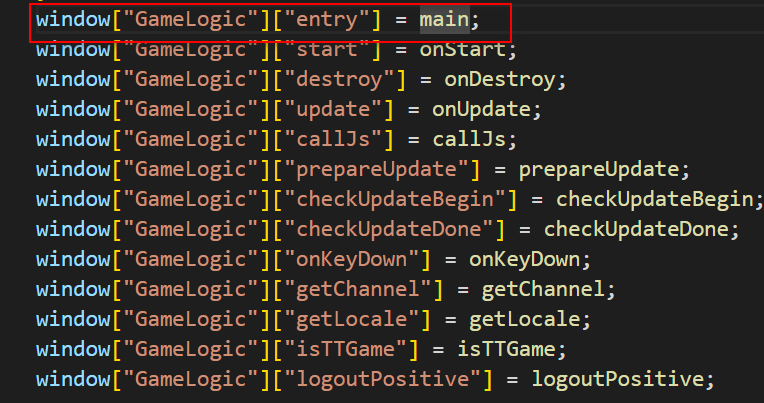 window["GameLogic"]["entry"] = main;
window["GameLogic"]["start"] = onStart;
window["GameLogic"]["destroy"] = onDestroy;
window["GameLogic"]["update"] = onUpdate;
window["GameLogic"]["callJs"] = callJs;
window["GameLogic"]["prepareUpdate"] = prepareUpdate;
window["GameLogic"]["checkUpdateBegin"] = checkUpdateBegin;
window["GameLogic"]["checkUpdateDone"] = checkUpdateDone;
window["GameLogic"]["onKeyDown"] = onKeyDown;
window["GameLogic"]["getChannel"] = getChannel;
window["GameLogic"]["getLocale"] = getLocale;
window["GameLogic"]["isTTGame"] = isTTGame;
window["GameLogic"]["logoutPositive"] = logoutPositive;